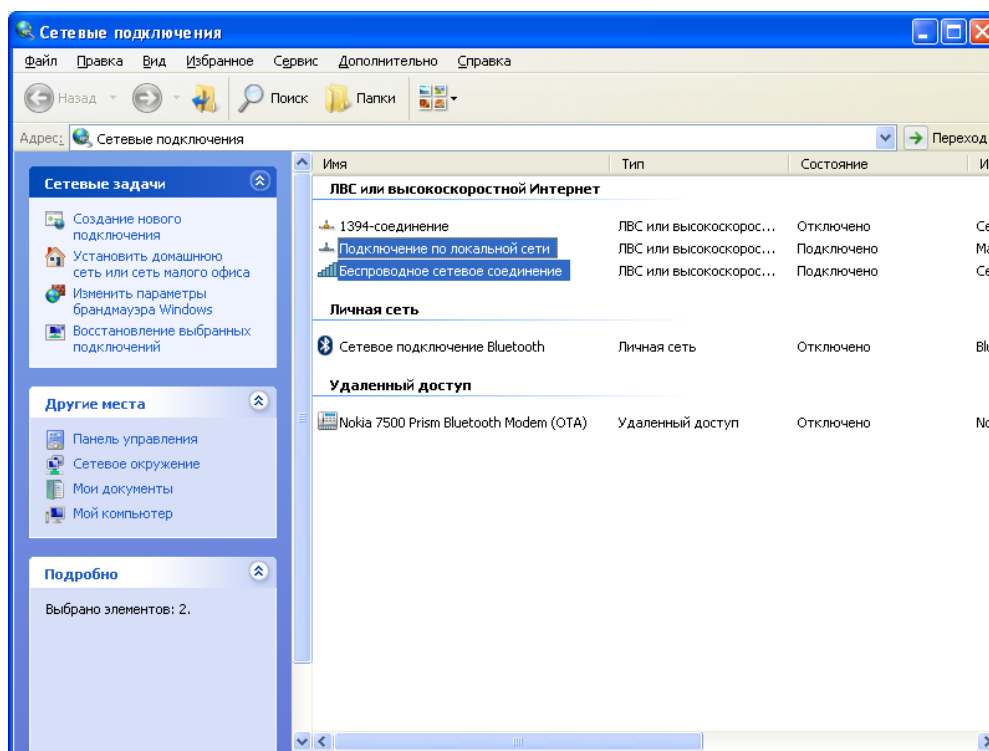 Сетевые подключения
Файл Правка Вид Избранное Сервис Дополнительно Справка
Назад Поиск Папки
Адрес: Сетевые подключения Переход
Сетевые задачи
Создание нового
подключения
Установить домашнюю
сеть или сеть малого офиса
Изменить параметры
брандмауэра Windows
Восстановление выбранных
подключений
Другие места
Панель управления
Сетевое окружение
Мои документы
Мой компьютер
Подробно
Выбрано элементов: 2.
Имя Тип Состояние И
ЛВС или высокоскоростной Интернет
1394-соединение ЛВС или высокоскорос... Отключено Се
Подключение по локальной сети ЛВС или высокоскорос... Подключено Ma
Беспроводное сетевое соединение ЛВС или высокоскорос... Подключено Се
Личная сеть
Сетевое подключение Bluetooth Личная сеть Отключено Blu
Удаленный доступ
Nokia 7500 Prism Bluetooth Modem (OTA) Удаленный доступ Отключено No